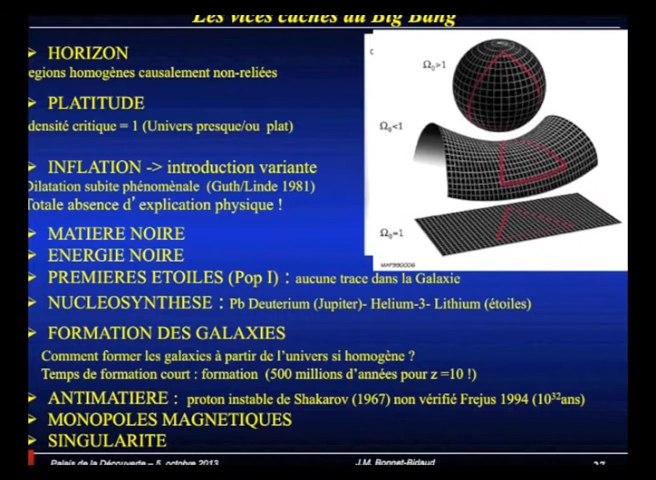 Les vices cachés du Big Bang
HORIZON
egions homogènes causalement non-reliées
PLATITUDE
densité critique = 1 (Univers presque/ou plat)
INFLATION -> introduction variante
Dilatation subite phénoménale (Guth/Linde 1981)
Totale absence d’explication physique !
MATIERE NOIRE
ENERGIE NOIRE
PREMIERES ETOILES (Pop I) : aucune trace dans la Galaxie
NUCLEOSYNTHESE : Pb Deuterium (Jupiter)- Helium-3- Lithium (étoiles)
FORMATION DES GALAXIES
Comment former les galaxies à partir de l’univers si homogène ?
Temps de formation court : formation (500 millions d’années pour z =10 !)
ANTIMATIERE : proton instable de Shakarov (1967) non vérifié Frejus 1994 (10³²ans)
MONOPOLES MAGNETIQUES
SINGULARITE
Ω₀>1
Ω₀<1
Ω₀=1
MAP990006
Palais de la Découverte – 5 octobre 2013
J.M. Bonnet-Bidaud